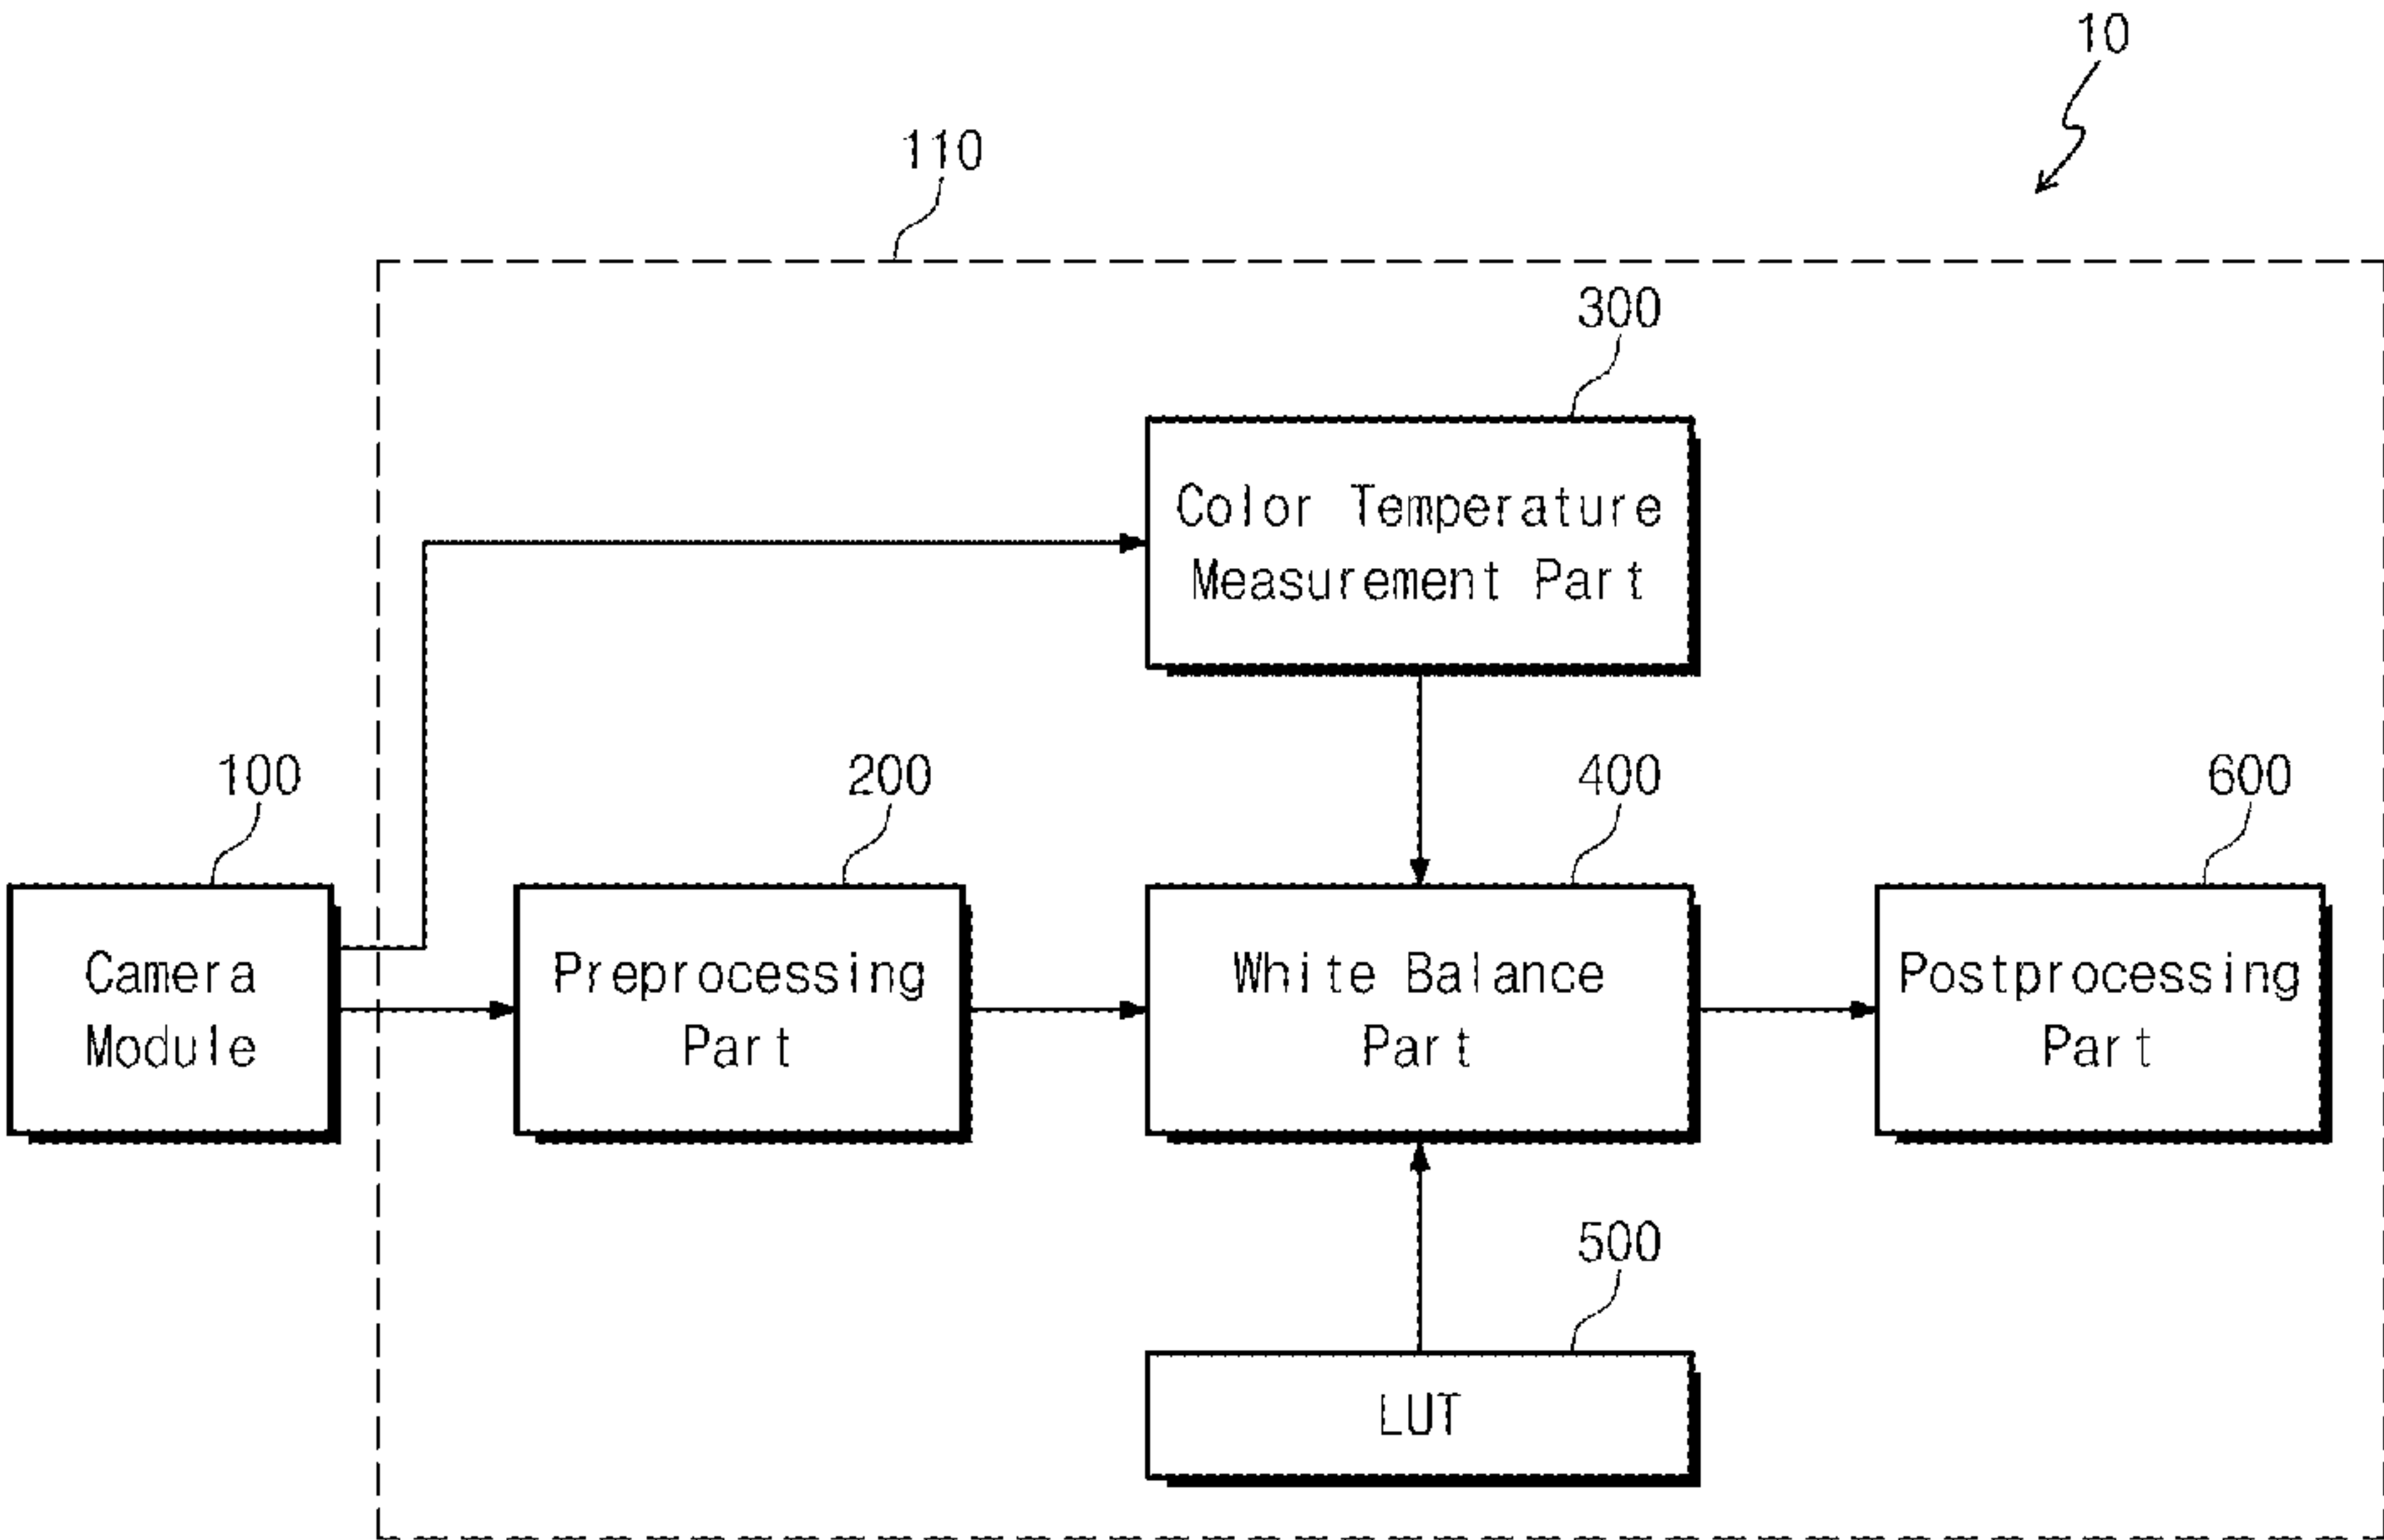 10
110
300
Color Temperature
Measurement Part
100
200
400
600
Camera
Module
Preprocessing
Part
White Balance
Part
Postprocessing
Part
500
LUT